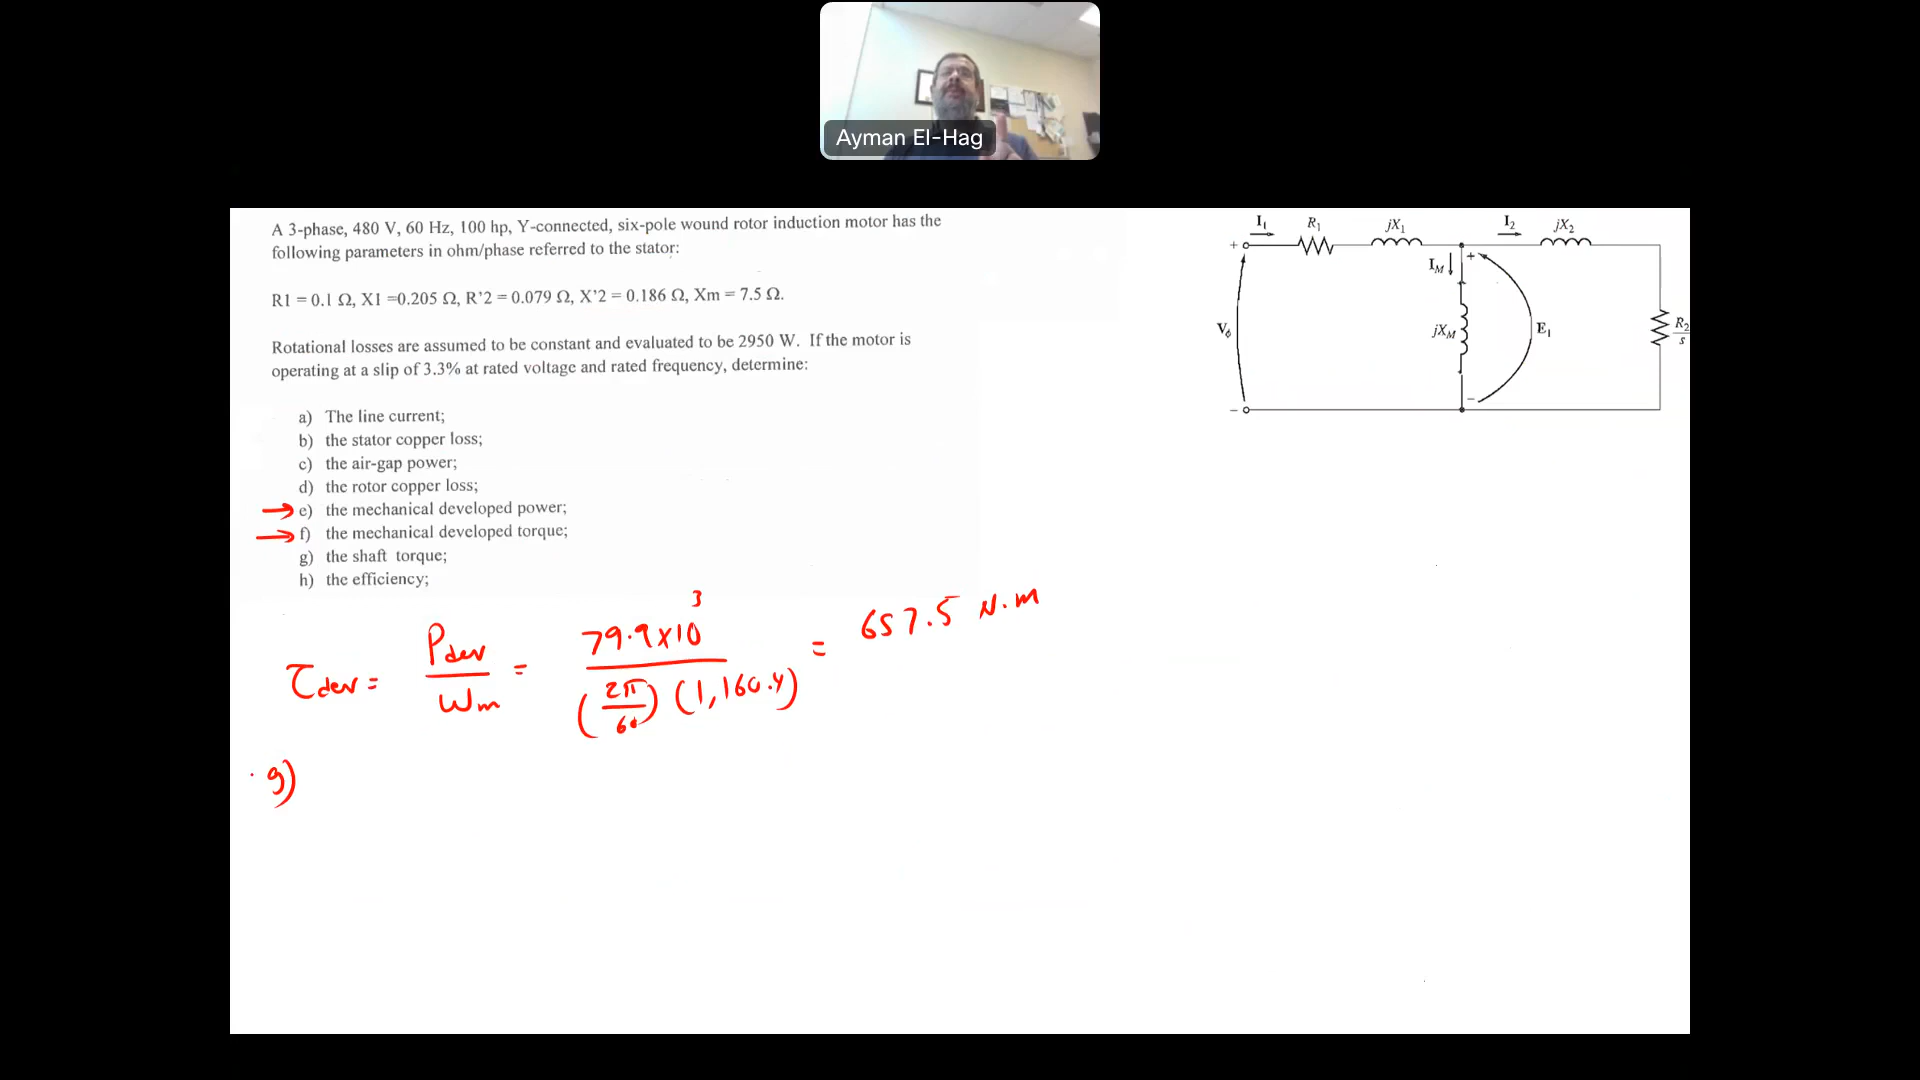 Ayman El-Hag
A 3-phase, 480 V, 60 Hz, 100 hp, Y-connected, six-pole wound rotor induction motor has the
following parameters in ohm/phase referred to the stator:
R1 = 0.1 Ω, X1 =0.205 Ω, R'2 = 0.079 Ω, X'2 = 0.186 Ω, Xm = 7.5 Ω.
Rotational losses are assumed to be constant and evaluated to be 2950 W. If the motor is
operating at a slip of 3.3% at rated voltage and rated frequency, determine:
a) The line current;
b) the stator copper loss;
c) the air-gap power;
d) the rotor copper loss;
→ e) the mechanical developed power;
→ f) the mechanical developed torque;
g) the shaft torque;
h) the efficiency;
I1 R1 jX1 I2 jX2
+ IM +
Vφ jXM E1 R2/s
− −
τdev = Pdev/ωm = 79.9x10³/(2π/60)(1,160.4) = 657.5 N.m
g)